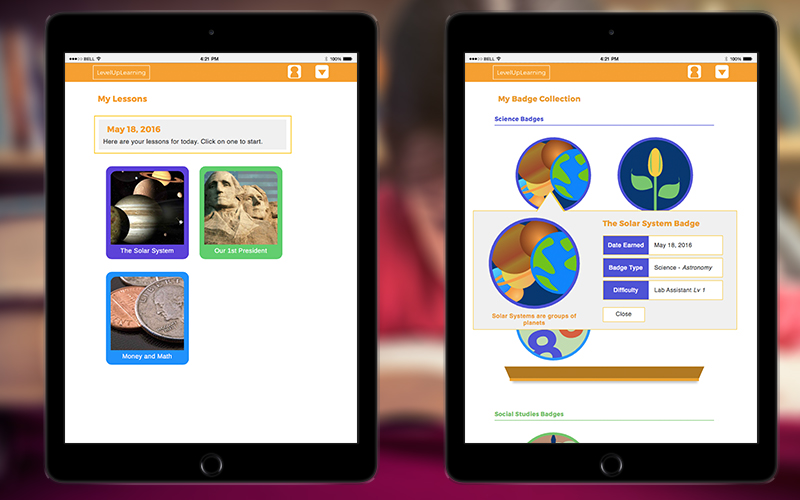 ●●●○○ BELL 4:21 PM 100%
LevelUpLearning
My Lessons
May 18, 2016
Here are your lessons for today. Click on one to start.
The Solar System
Our 1st President
Money and Math
●●●○○ BELL 4:21 PM 100%
LevelUpLearning
My Badge Collection
Science Badges
The Solar System Badge
Date Earned May 18, 2016
Badge Type Science - Astronomy
Difficulty Lab Assistant Lv 1
Close
Solar Systems are groups of
planets
8
Social Studies Badges